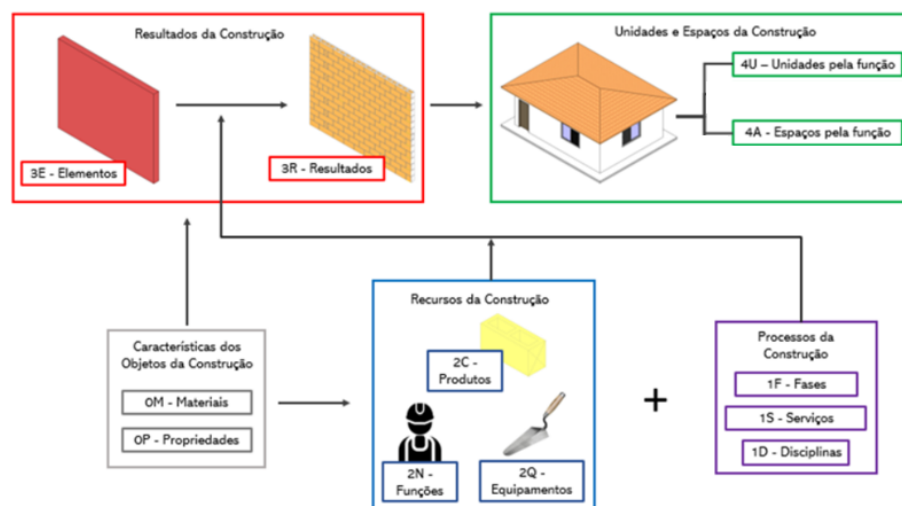 Resultados da Construção
3E - Elementos
3R - Resultados
Unidades e Espaços da Construção
4U – Unidades pela função
4A - Espaços pela função
Características dos
Objetos da Construção
0M - Materiais
0P - Propriedades
Recursos da Construção
2C -
Produtos
2N -
Funções
2Q -
Equipamentos
+
Processos da
Construção
1F - Fases
1S - Serviços
1D - Disciplinas